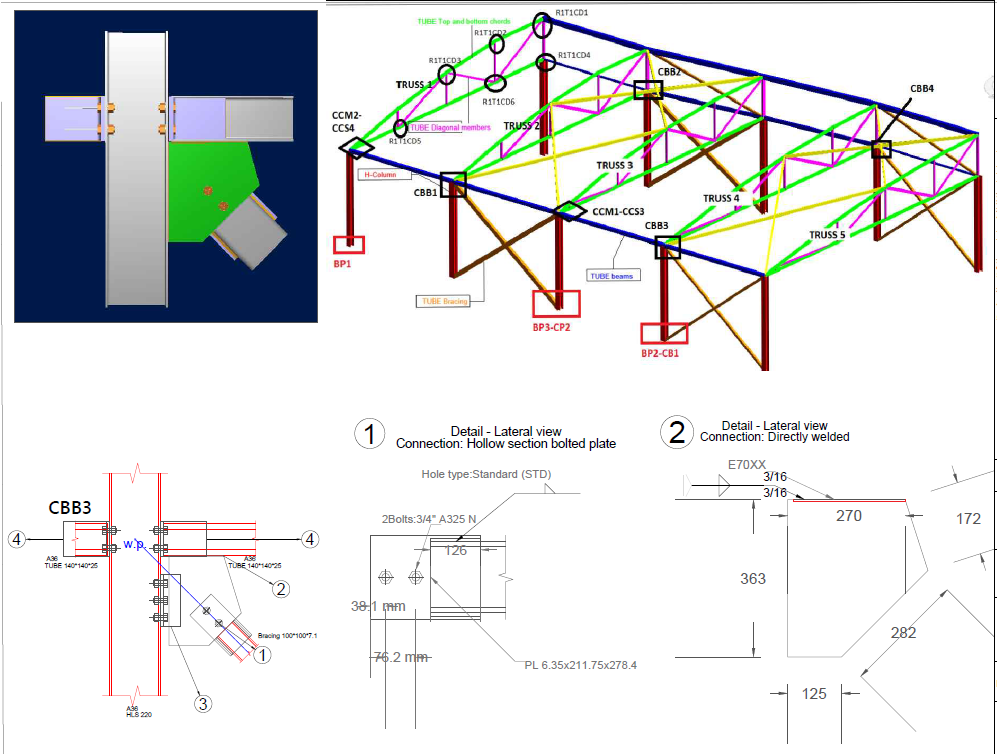 TUBE Top and bottom chords
R1T1CD1
R1T1CD2
R1T1CD3
R1T1CD4
TRUSS 1
R1T1CD6
CBB2
CBB4
CCM2-
CCS4
TUBE Diagonal members
TRUSS 2
R1T1CD5
TRUSS 3
H-Column
CBB1
TRUSS 4
CCM1-CCS3
CBB3
TRUSS 5
BP1
TUBE beams
TUBE Bracing
BP3-CP2
BP2-CB1
1
Detail - Lateral view
Connection: Hollow section bolted plate
Hole type:Standard (STD)
2Bolts:3/4" A325 N
126
38.1 mm
76.2 mm
PL 6.35x211.75x278.4
2
Detail - Lateral view
Connection: Directly welded
E70XX
3/16
3/16
270
172
363
282
125
CBB3
4
w.p.
4
A36
TUBE 140*140*25
A36
TUBE 140*140*25
2
Bracing 100*100*7.1
1
3
A36
HLS 220